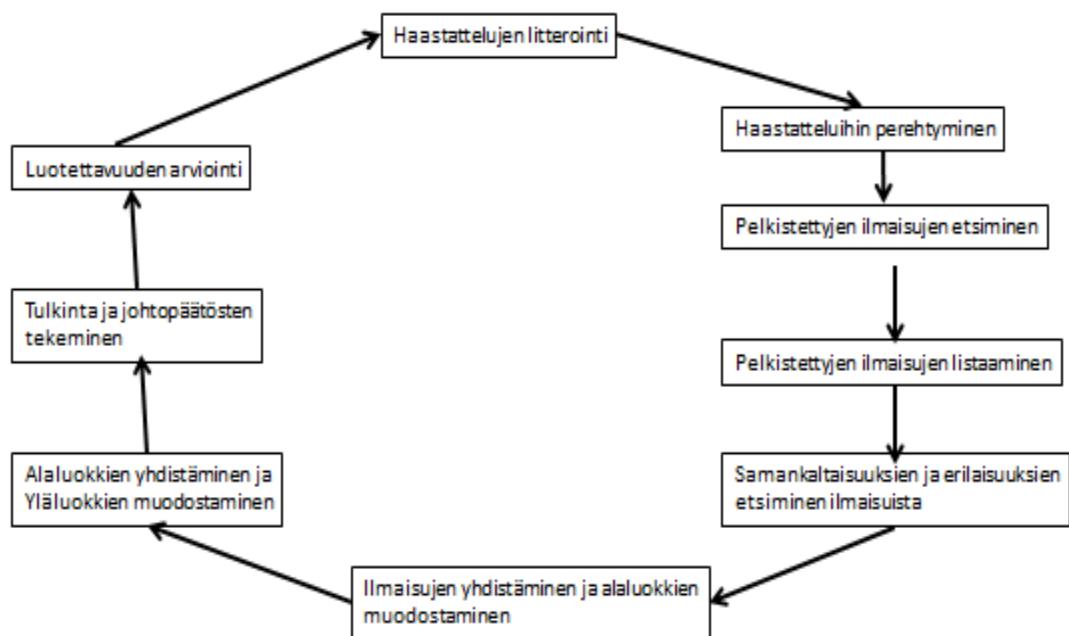 Haastattelujen litterointi
Haastatteluihin perehtyminen
Pelkistettyjen ilmaisujen etsiminen
Pelkistettyjen ilmaisujen listaaminen
Samankaltaisuuksien ja erilaisuuksien
etsiminen ilmaisuista
Ilmaisujen yhdistäminen ja alaluokkien
muodostaminen
Alaluokkien yhdistäminen ja
Yläluokkien muodostaminen
Tulkinta ja johtopäätösten
tekeminen
Luotettavuuden arviointi